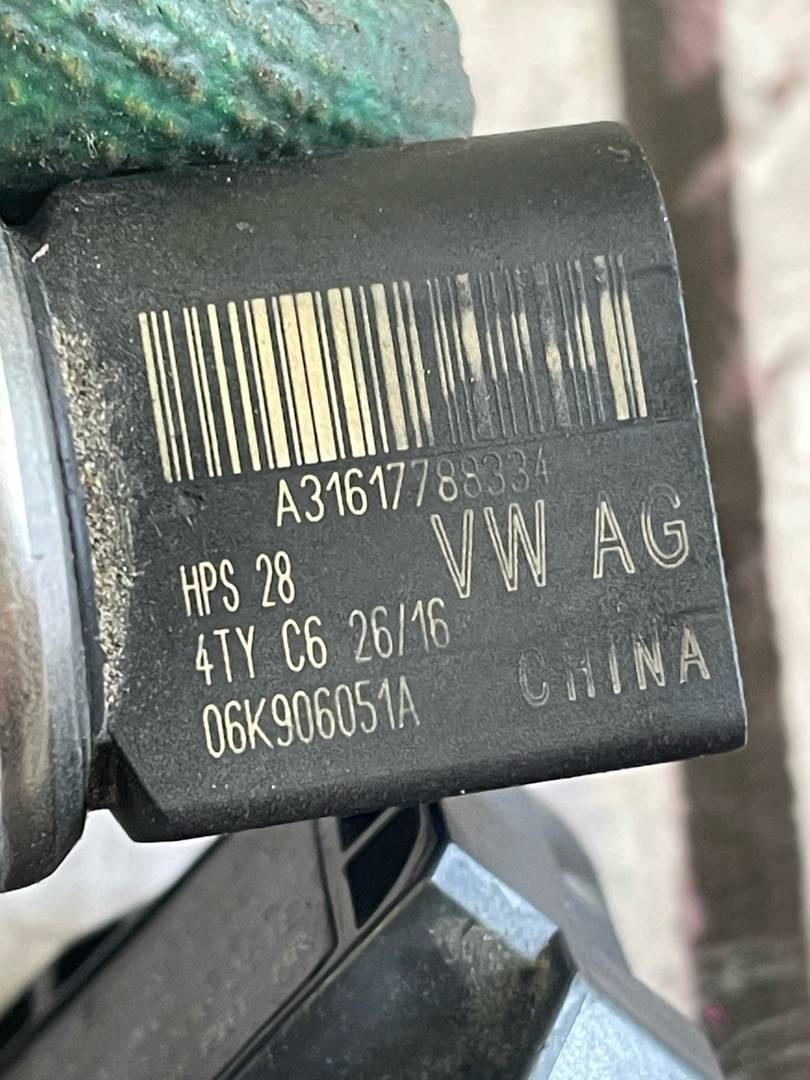 A31617788334
HPS 28
VW AG
4TY C6 26/16
CHINA
06K906051A